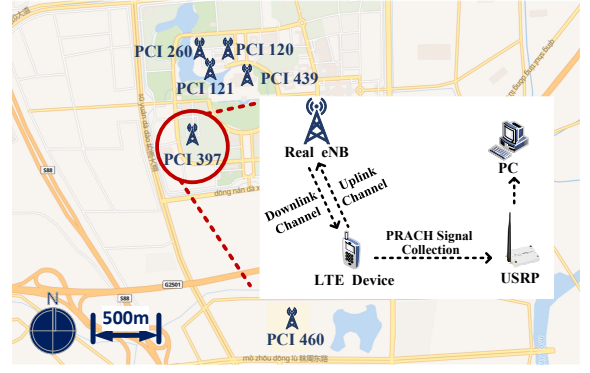 PCI 260
PCI 120
PCI 121
PCI 439
PCI 397
Real eNB
Downlink
Channel
Uplink
Channel
PRACH Signal
Collection
LTE Device
PC
USRP
S88
G2501
S88
N
500m
PCI 460